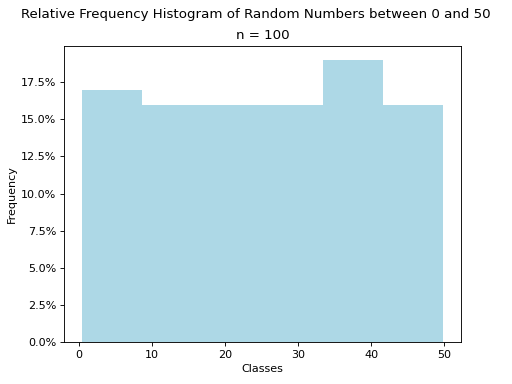 Relative Frequency Histogram of Random Numbers between 0 and 50
n = 100
17.5%
15.0%
12.5%
10.0%
7.5%
5.0%
2.5%
0.0%
Frequency
0 10 20 30 40 50
Classes